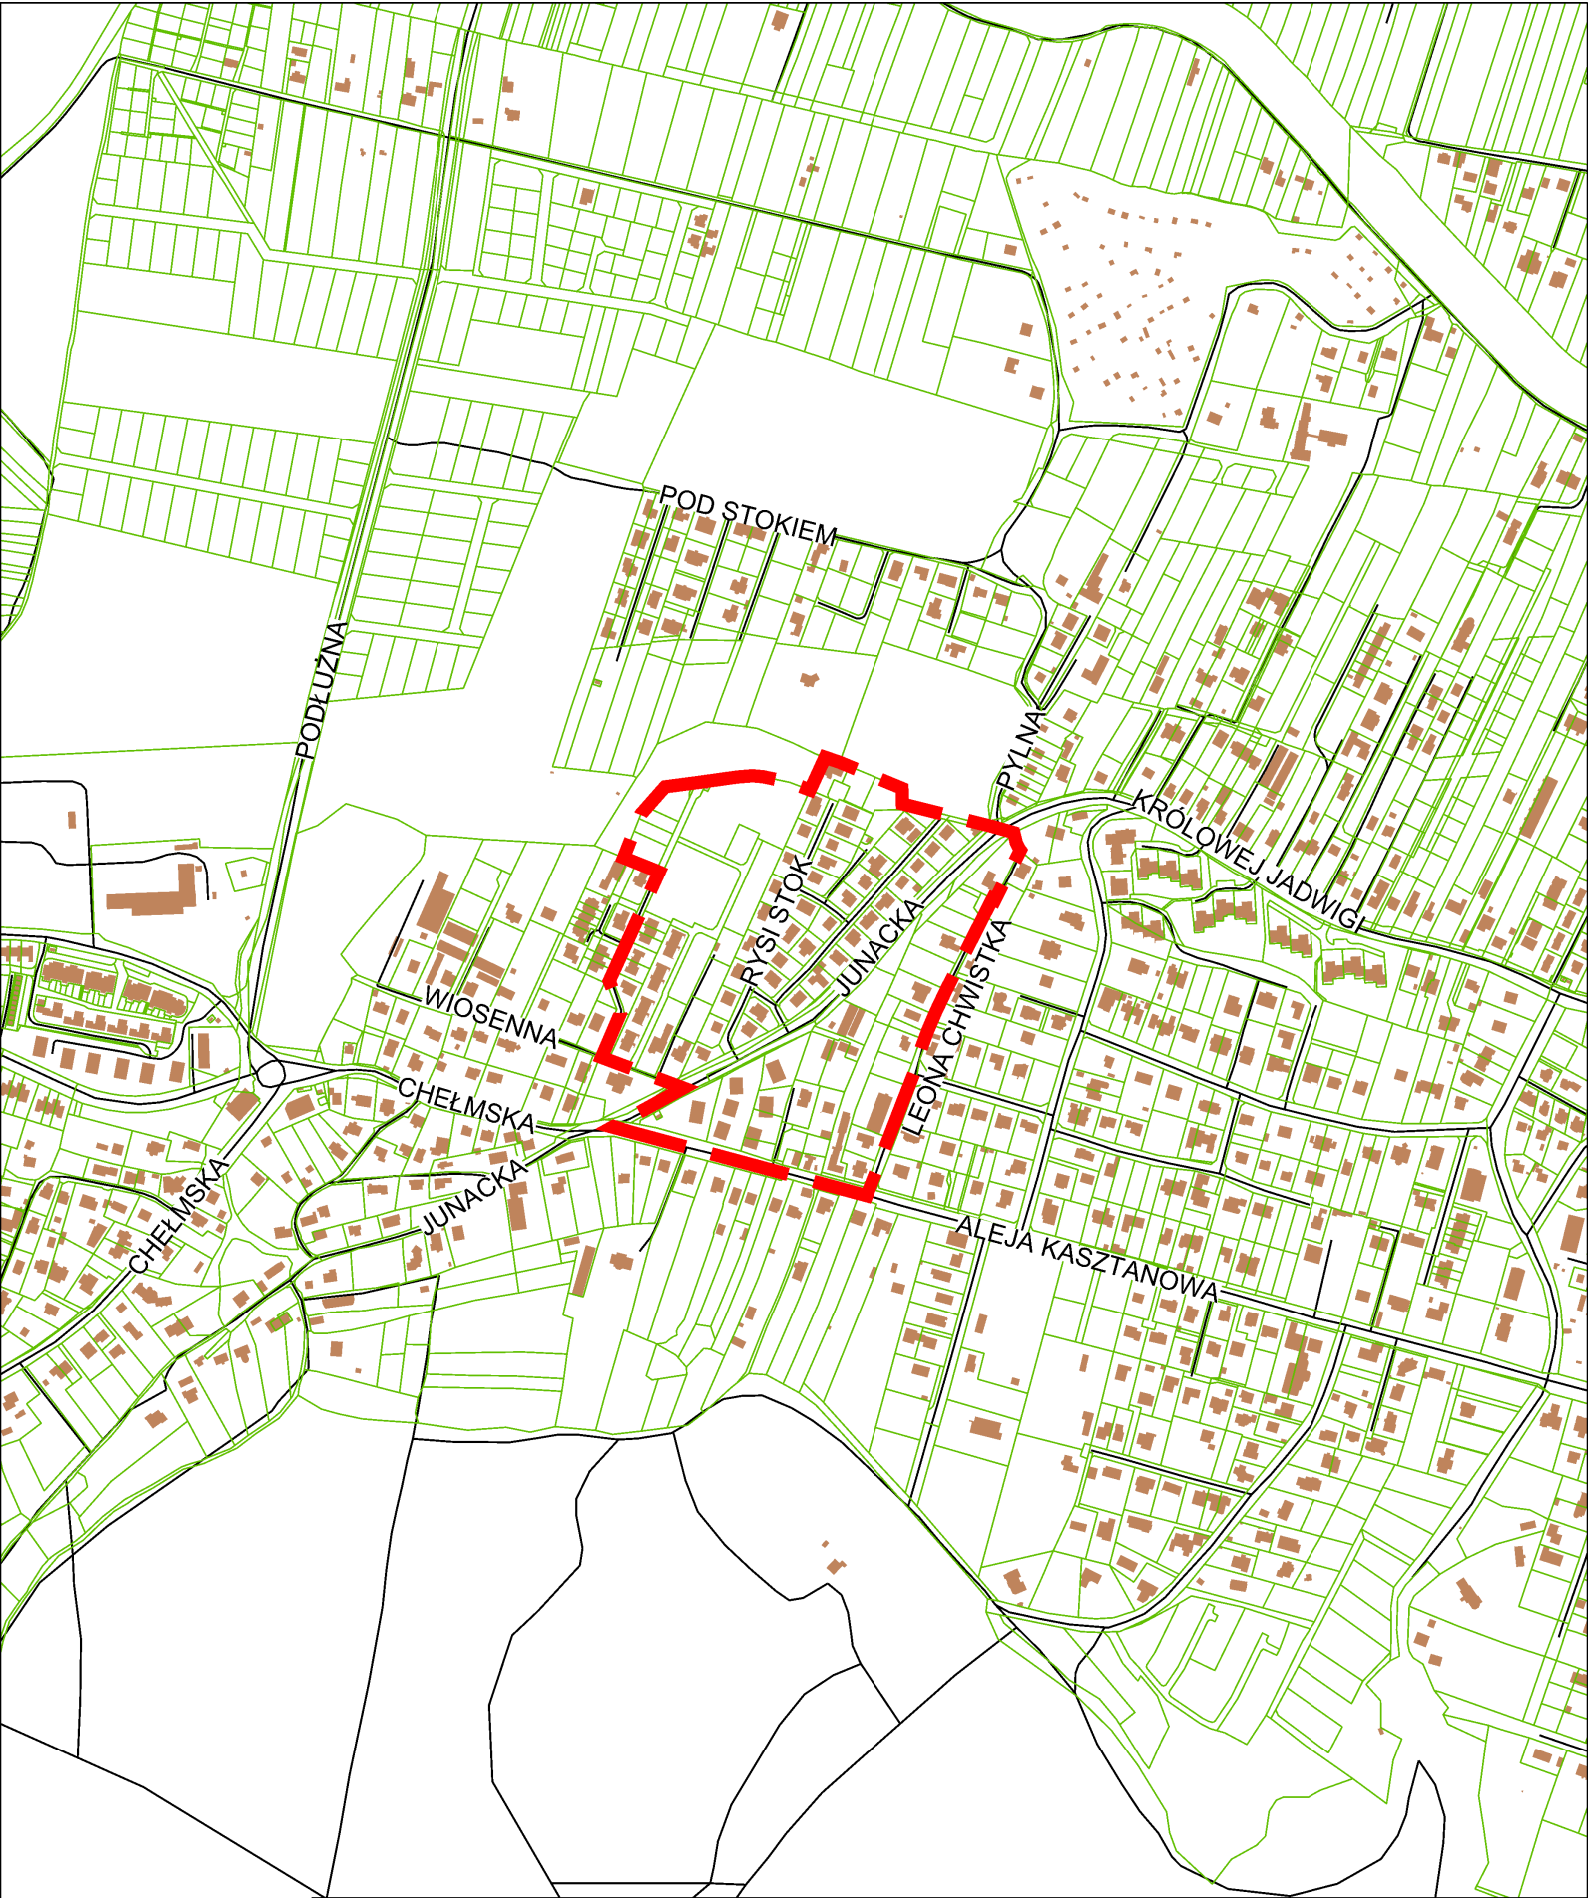 POD STOKIEM
PODŁUŻNA
PYLNA
KRÓLOWEJ JADWIGI
RYSI STOK
JUNACKA
LEONA CHWISTKA
WIOSENNA
CHEŁMSKA
JUNACKA
CHEŁMSKA
ALEJA KASZTANOWA